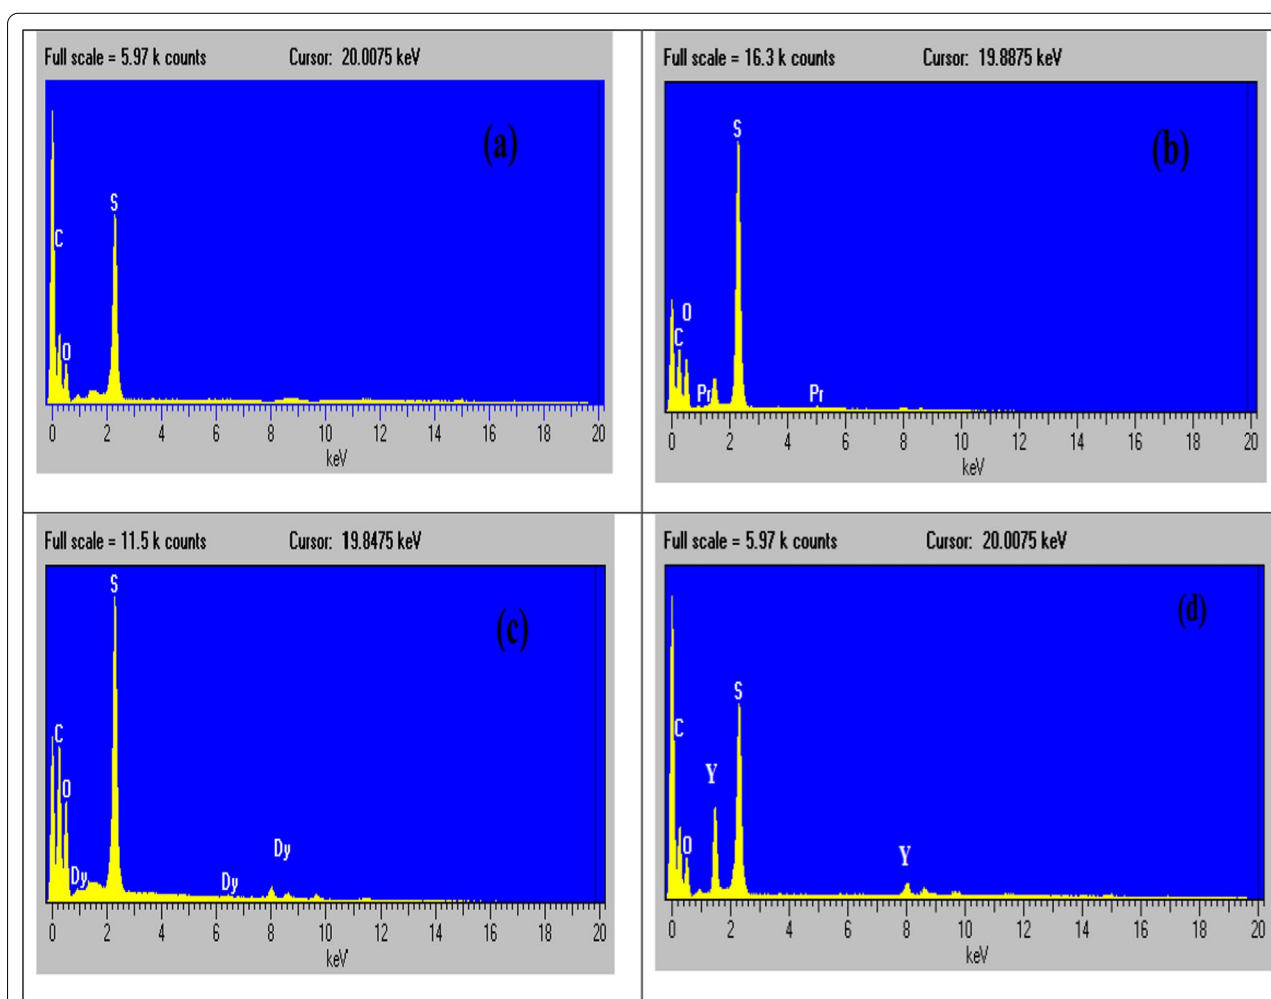 Full scale = 5.97 k counts Cursor: 20.0075 keV
(a)
S
C
O
0 2 4 6 8 10 12 14 16 18 20
keV
Full scale = 16.3 k counts Cursor: 19.8875 keV
(b)
S
O
C
Pr Pr
0 2 4 6 8 10 12 14 16 18 20
keV
Full scale = 11.5 k counts Cursor: 19.8475 keV
S
(c)
C
O
Dy
Dy Dy
0 2 4 6 8 10 12 14 16 18 20
keV
Full scale = 5.97 k counts Cursor: 20.0075 keV
(d)
S
C
Y
O Y
0 2 4 6 8 10 12 14 16 18 20
keV